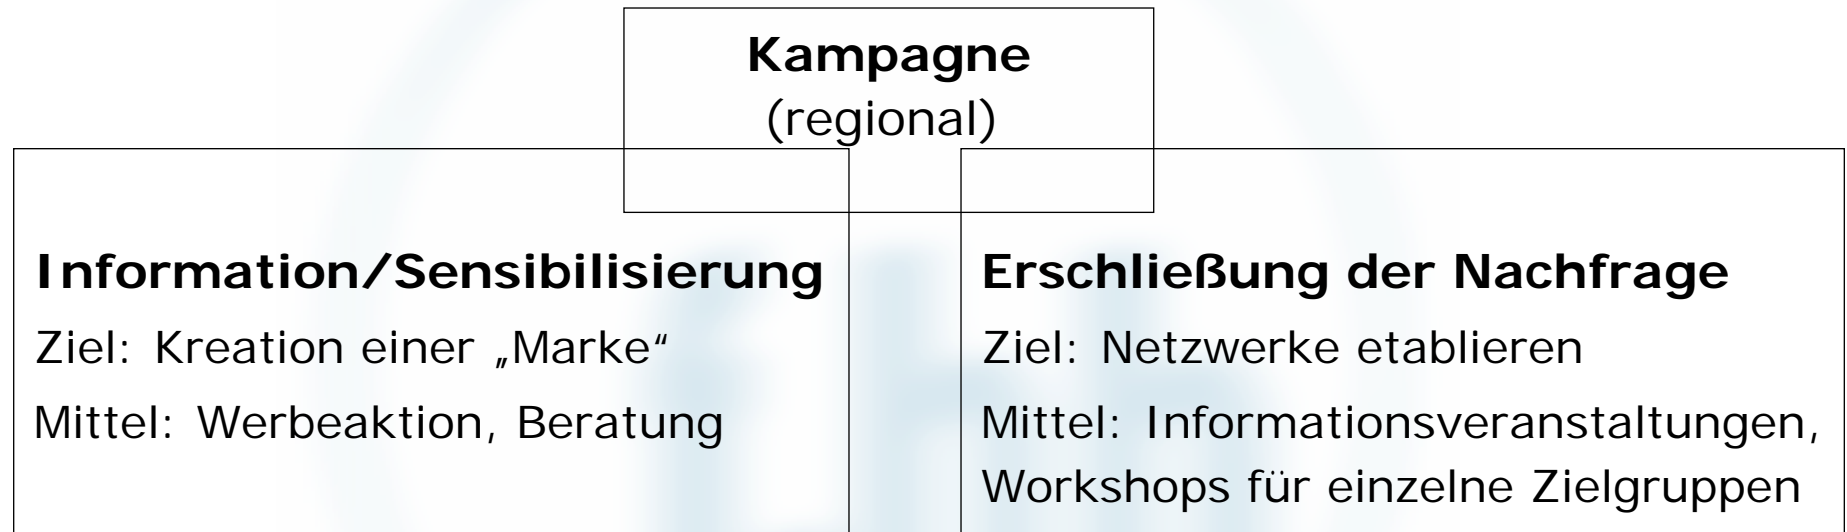 Kampagne
(regional)
Information/Sensibilisierung
Ziel: Kreation einer „Marke“
Mittel: Werbeaktion, Beratung
Erschließung der Nachfrage
Ziel: Netzwerke etablieren
Mittel: Informationsveranstaltungen,
Workshops für einzelne Zielgruppen